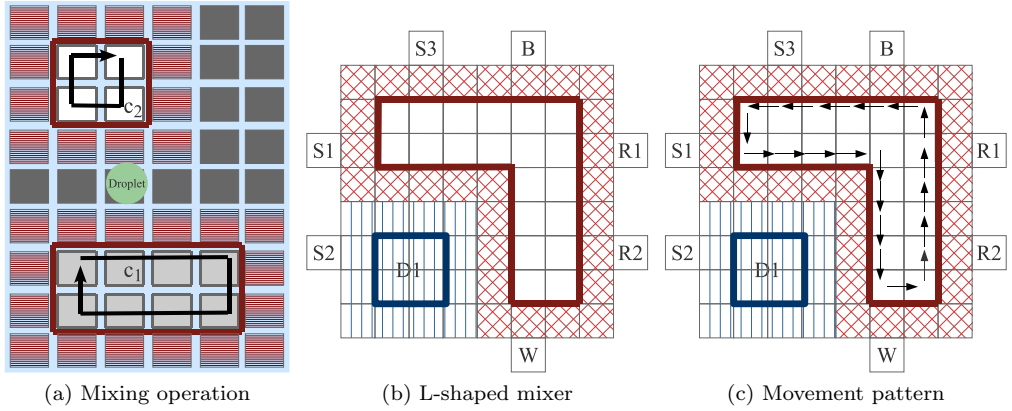 c₂
Droplet
c₁
(a) Mixing operation
S3 B
S1 R1
S2 D1 R2
W
(b) L-shaped mixer
S3 B
S1 R1
S2 D1 R2
W
(c) Movement pattern